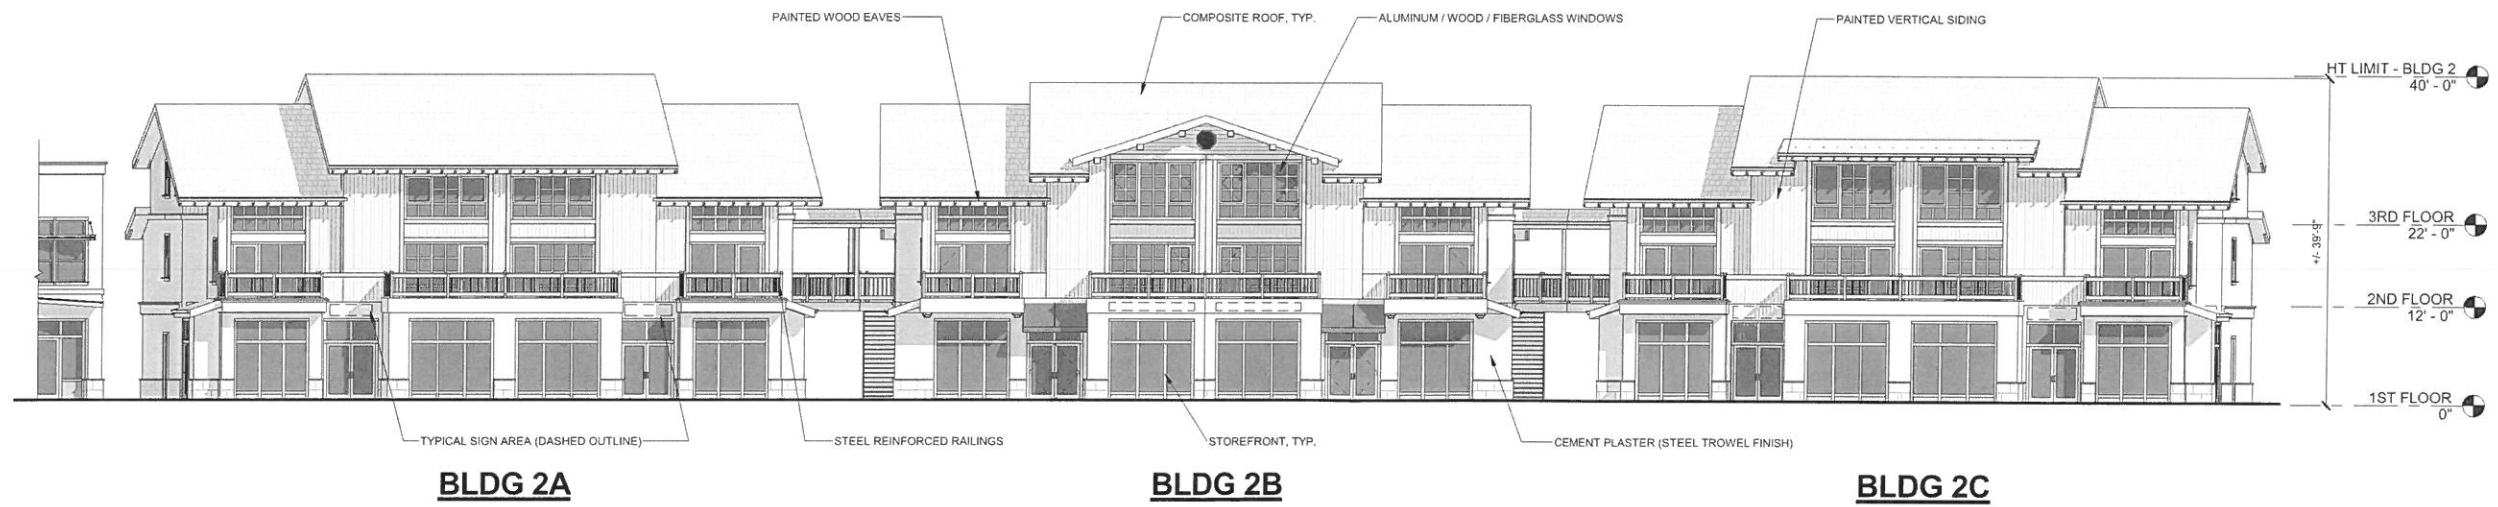 PAINTED WOOD EAVES
COMPOSITE ROOF, TYP.
ALUMINUM / WOOD / FIBERGLASS WINDOWS
PAINTED VERTICAL SIDING
HT LIMIT - BLDG 2
40' - 0"
3RD FLOOR
22' - 0"
+/- 39'-9"
2ND FLOOR
12' - 0"
1ST FLOOR
0"
TYPICAL SIGN AREA (DASHED OUTLINE)
STEEL REINFORCED RAILINGS
STOREFRONT, TYP.
CEMENT PLASTER (STEEL TROWEL FINISH)
BLDG 2A
BLDG 2B
BLDG 2C